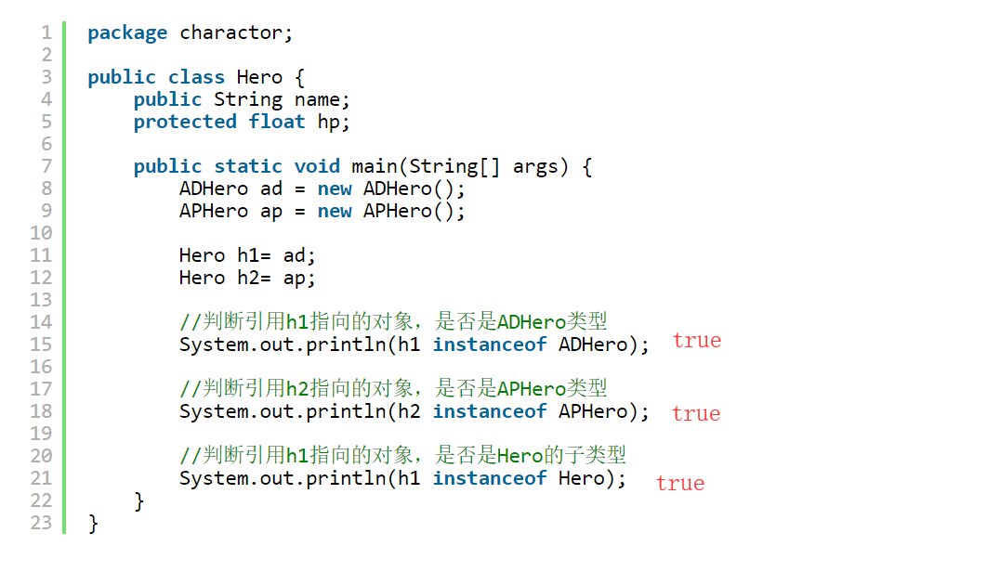 1 package charactor;
2
3 public class Hero {
4     public String name;
5     protected float hp;
6
7     public static void main(String[] args) {
8         ADHero ad = new ADHero();
9         APHero ap = new APHero();
10
11         Hero h1= ad;
12         Hero h2= ap;
13
14         //判断引用h1指向的对象，是否是ADHero类型
15         System.out.println(h1 instanceof ADHero); true
16
17         //判断引用h2指向的对象，是否是APHero类型
18         System.out.println(h2 instanceof APHero); true
19
20         //判断引用h1指向的对象，是否是Hero的子类型
21         System.out.println(h1 instanceof Hero); true
22     }
23 }